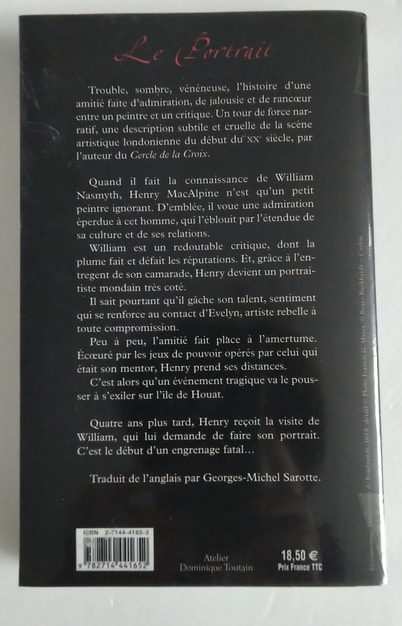 Le Portrait
Trouble, sombre, vénéneuse, l'histoire d'une
amitié faite d'admiration, de jalousie et de rancœur
entre un peintre et un critique. Un tour de force nar-
ratif, une description subtile et cruelle de la scène
artistique londonienne du début du XXe siècle, par
l'auteur du Cercle de la Croix.
Quand il fait la connaissance de William
Nasmyth, Henry MacAlpine n'est qu'un petit
peintre ignorant. D'emblée, il voue une admiration
éperdue à cet homme, qui l'éblouit par l'étendue de
sa culture et de ses relations.
William est un redoutable critique, dont la
plume fait et défait les réputations. Et, grâce à l'en-
tregent de son camarade, Henry devient un portrai-
tiste mondain très coté.
Il sait pourtant qu'il gâche son talent, sentiment
qui se renforce au contact d'Evelyn, artiste rebelle à
toute compromission.
Peu à peu, l'amitié fait place à l'amertume.
Écœuré par les jeux de pouvoir opérés par celui qui
était son mentor, Henry prend ses distances.
C'est alors qu'un événement tragique va le pous-
ser à s'exiler sur l'île de Houat.
Quatre ans plus tard, Henry reçoit la visite de
William, qui lui demande de faire son portrait.
C'est le début d'un engrenage fatal…
Traduit de l'anglais par Georges-Michel Sarotte.
ISBN 2-7144-4165-3
9 782714 441652
Atelier
Dominique Toutain
18,50 €
Prix France TTC